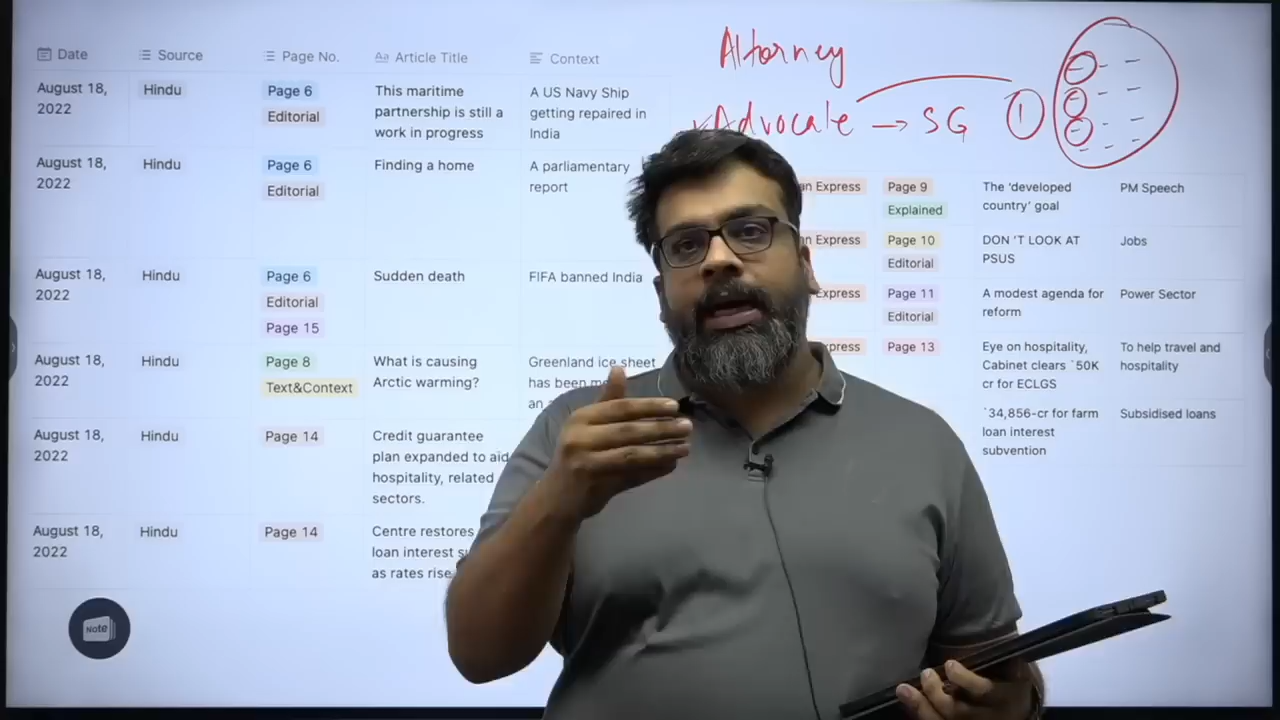 Attorney
Advocate → SG ①
Date Source Page No. Article Title Context
August 18, 2022
Hindu
Page 6
Editorial
This maritime
partnership is still a
work in progress
A US Navy Ship
getting repaired in
India
August 18, 2022
Hindu
Page 6
Editorial
Finding a home
A parliamentary
report
August 18, 2022
Hindu
Page 6
Editorial
Page 15
Sudden death
FIFA banned India
August 18, 2022
Hindu
Page 8
Text&Context
What is causing
Arctic warming?
Greenland ice sheet
has been
an
August 18, 2022
Hindu
Page 14
Credit guarantee
plan expanded to aid
hospitality, related
sectors.
August 18, 2022
Hindu
Page 14
Centre restores
loan interest
as rates rise
Express
Page 9
Explained
The ‘developed
country’ goal
PM Speech
Express
Page 10
Editorial
DON ‘T LOOK AT
PSUS
Jobs
Express
Page 11
Editorial
A modest agenda for
reform
Power Sector
Page 13
Eye on hospitality,
Cabinet clears `50K
cr for ECLGS
To help travel and
hospitality
`34,856-cr for farm
loan interest
subvention
Subsidised loans
Note